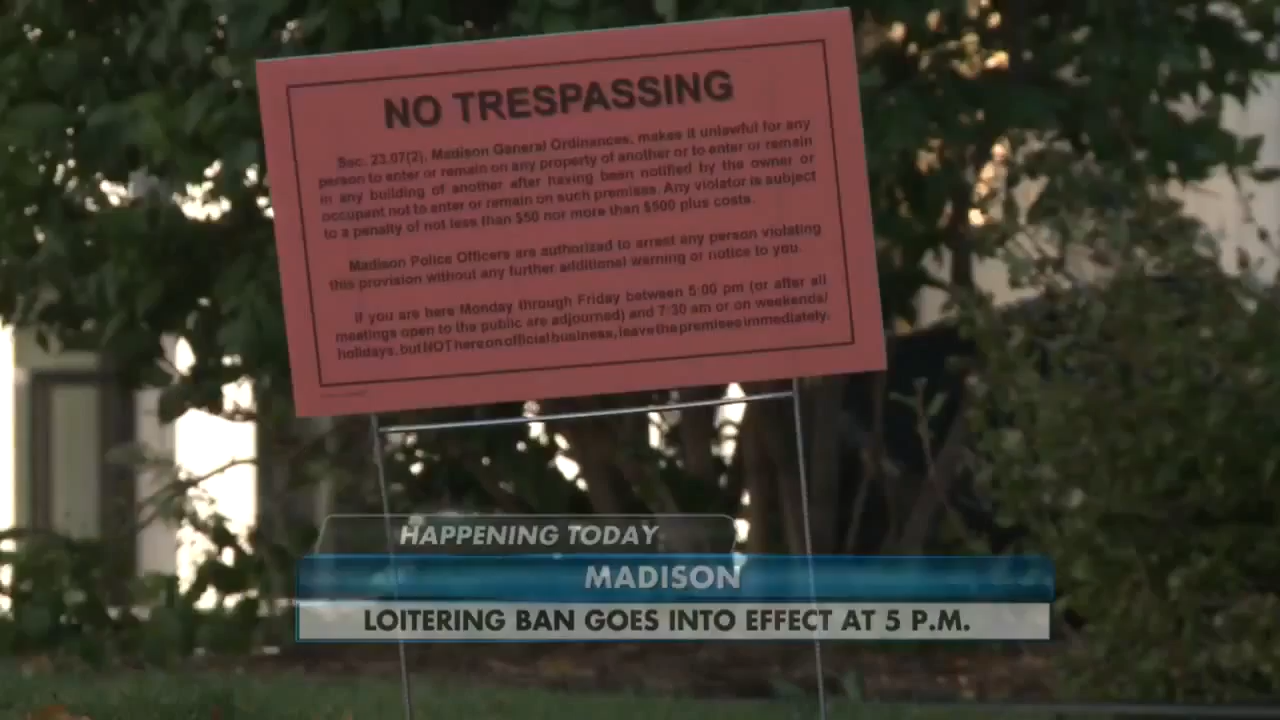 NO TRESPASSING
Sec. 23.07(2), Madison General Ordinances, makes it unlawful for any
person to enter or remain on any property of another or to enter or remain
in any building of another after having been notified by the owner or
occupant not to enter or remain on such premises. Any violator is subject
to a penalty of not less than $50 nor more than $500 plus costs.
Madison Police Officers are authorized to arrest any person violating
this provision without any further additional warning or notice to you.
If you are here Monday through Friday between 5:00 pm (or after all
meetings open to the public are adjourned) and 7:30 am or on weekends/
holidays, but NOT here on official business, leave the premises immediately.
HAPPENING TODAY
MADISON
LOITERING BAN GOES INTO EFFECT AT 5 P.M.